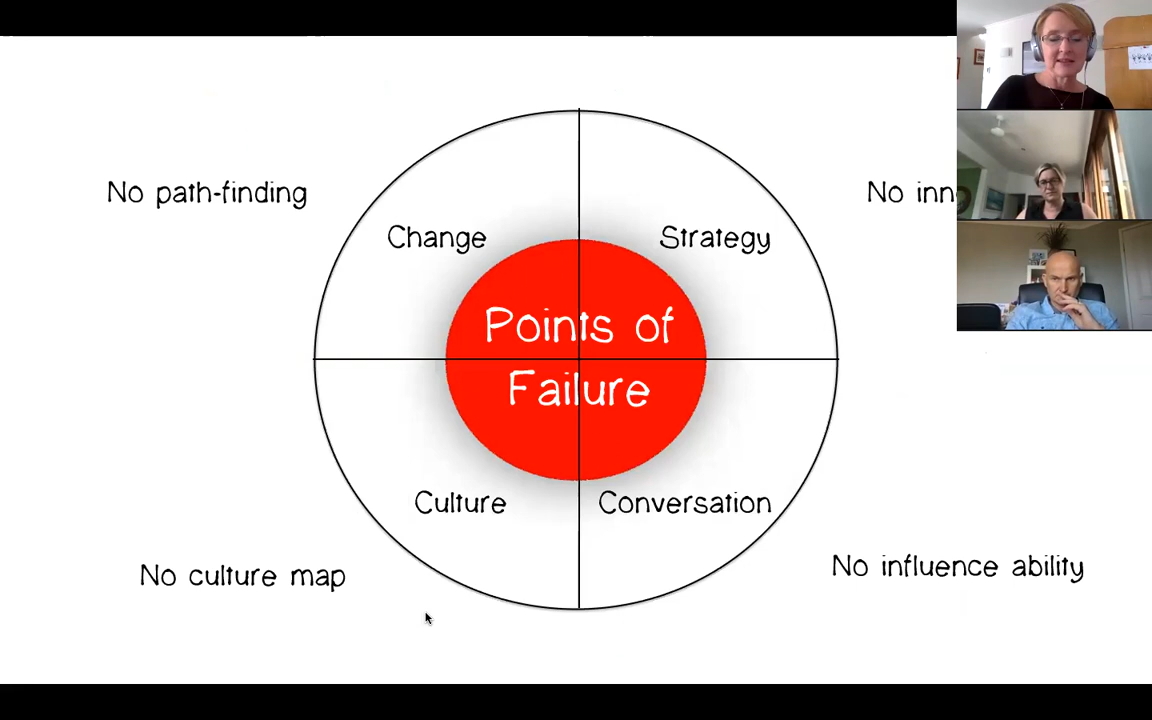 No path-finding
No inn
Change
Strategy
Points of
Failure
Culture
Conversation
No culture map
No influence ability